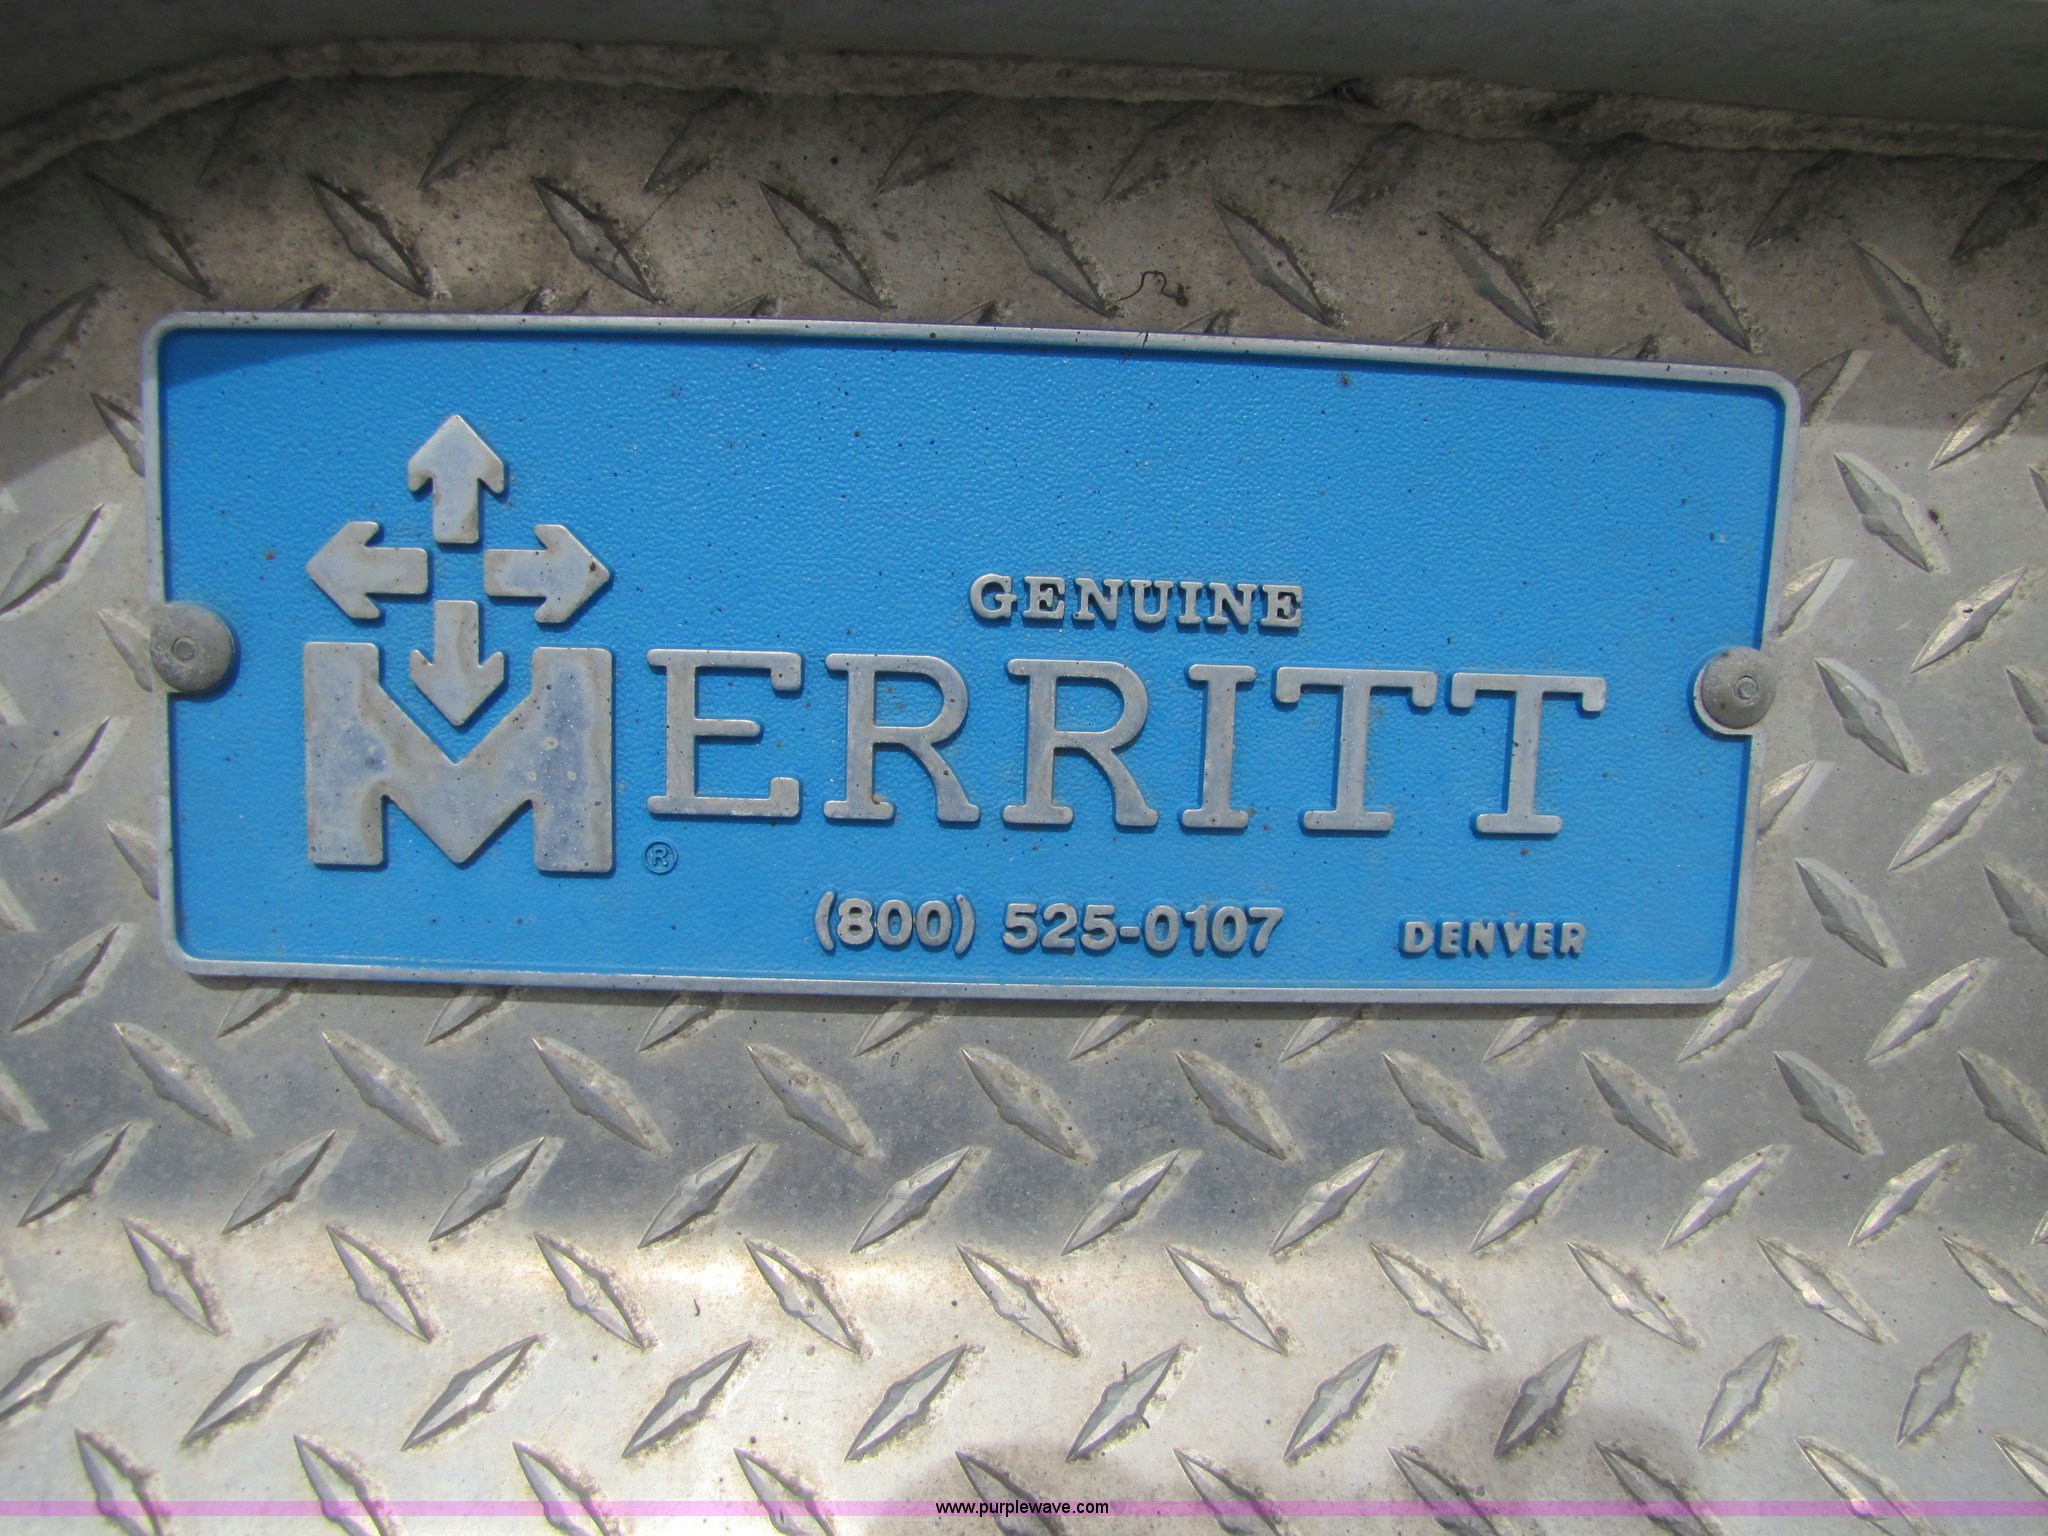 GENUINE
MERRITT
®
(800) 525-0107 DENVER
www.purplewave.com